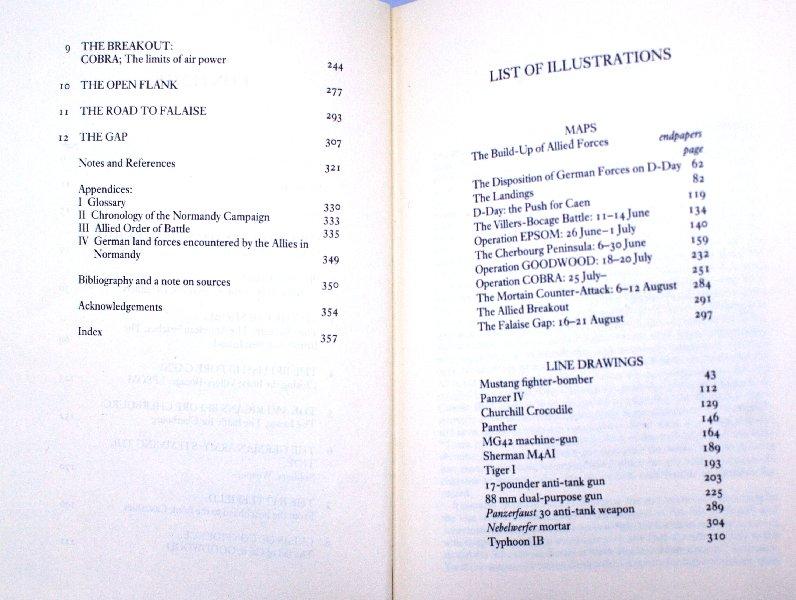 9 THE BREAKOUT:
COBRA; The limits of air power 244
10 THE OPEN FLANK 277
11 THE ROAD TO FALAISE 293
12 THE GAP 307
Notes and References 321
Appendices:
I Glossary 330
II Chronology of the Normandy Campaign 333
III Allied Order of Battle 335
IV German land forces encountered by the Allies in
Normandy 349
Bibliography and a note on sources 350
Acknowledgements 354
Index 357
LIST OF ILLUSTRATIONS
MAPS
The Build-Up of Allied Forces endpapers
page
The Disposition of German Forces on D-Day 62
The Landings 82
D-Day: the Push for Caen 119
The Villers-Bocage Battle: 11–14 June 134
Operation EPSOM: 26 June–1 July 140
The Cherbourg Peninsula: 6–30 June 159
Operation GOODWOOD: 18–20 July 232
Operation COBRA: 25 July– 251
The Mortain Counter-Attack: 6–12 August 284
The Allied Breakout 291
The Falaise Gap: 16–21 August 297
LINE DRAWINGS
Mustang fighter-bomber 43
Panzer IV 112
Churchill Crocodile 129
Panther 146
MG42 machine-gun 164
Sherman M4AI 189
Tiger I 193
17-pounder anti-tank gun 203
88 mm dual-purpose gun 225
Panzerfaust 30 anti-tank weapon 289
Nebelwerfer mortar 304
Typhoon IB 310